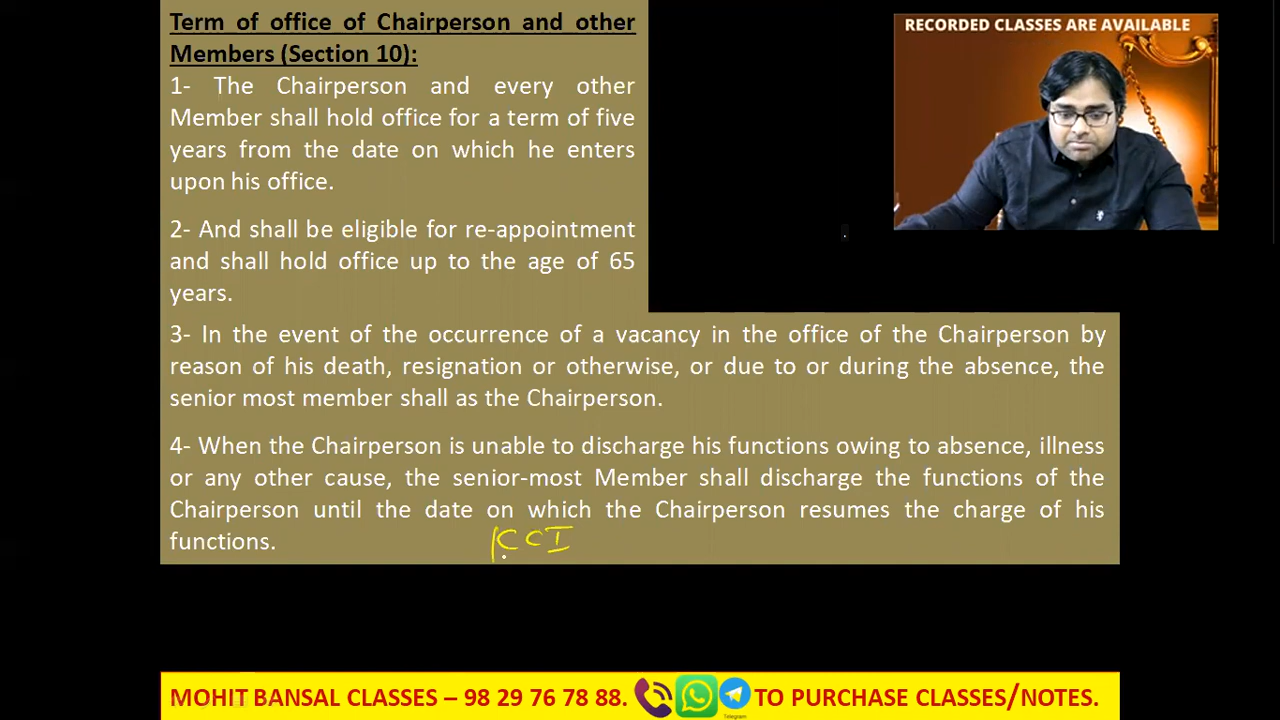 Term of office of Chairperson and other
Members (Section 10):
1- The Chairperson and every other
Member shall hold office for a term of five
years from the date on which he enters
upon his office.
2- And shall be eligible for re-appointment
and shall hold office up to the age of 65
years.
3- In the event of the occurrence of a vacancy in the office of the Chairperson by
reason of his death, resignation or otherwise, or due to or during the absence, the
senior most member shall as the Chairperson.
4- When the Chairperson is unable to discharge his functions owing to absence, illness
or any other cause, the senior-most Member shall discharge the functions of the
Chairperson until the date on which the Chairperson resumes the charge of his
functions.
CCI
RECORDED CLASSES ARE AVAILABLE
MOHIT BANSAL CLASSES – 98 29 76 78 88. TO PURCHASE CLASSES/NOTES.
Telegram